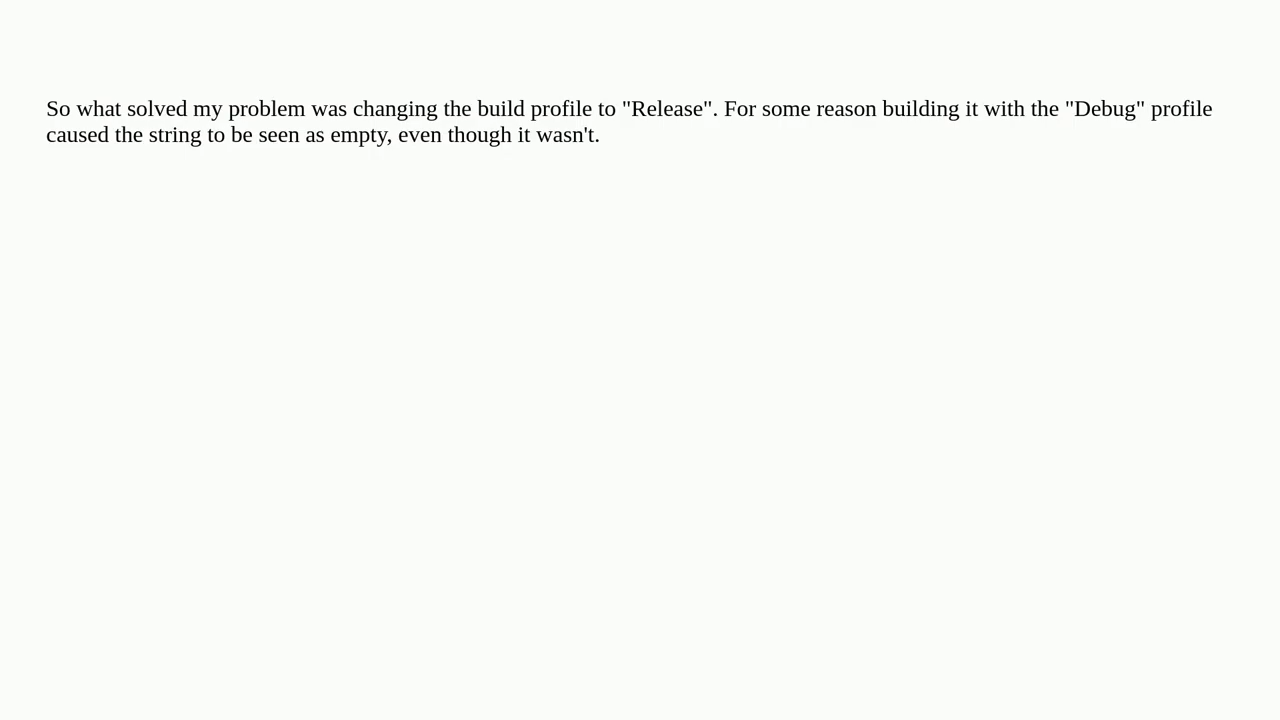 So what solved my problem was changing the build profile to "Release". For some reason building it with the "Debug" profile
caused the string to be seen as empty, even though it wasn't.